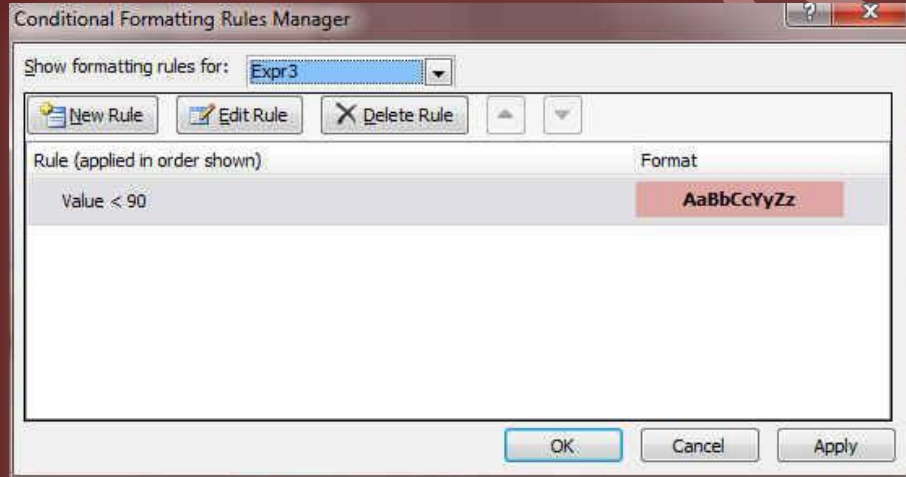 Conditional Formatting Rules Manager
?
X
Show formatting rules for: Expr3
New Rule Edit Rule Delete Rule
Rule (applied in order shown) Format
Value < 90 AaBbCcYyZz
OK Cancel Apply